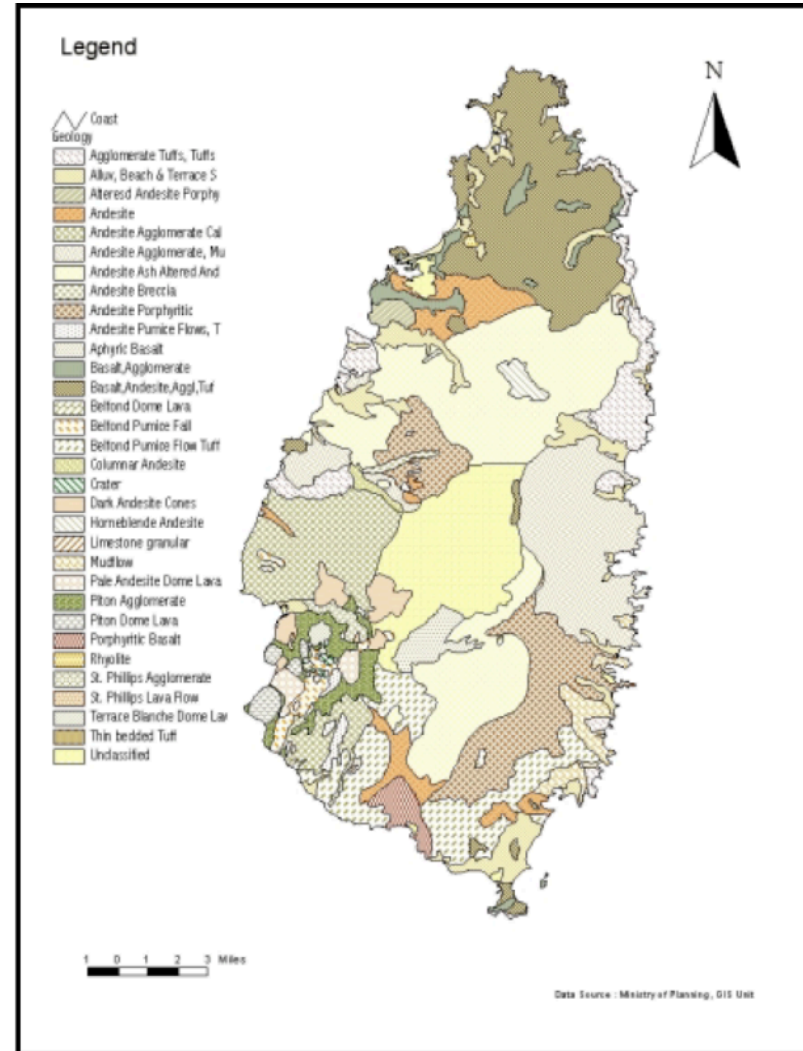 Legend
N
Coast
Geology
Agglomerate Tuffs, Tuffs
Alluv, Beach & Terrace S
Alteresd Andesite Porphy
Andesite
Andesite Agglomerate Cal
Andesite Agglomerate, Mu
Andesite Ash Altared And
Andesite Breccia
Andesite Porphyritic
Andesite Pumice Flows, T
Aphyric Basalt
Basalt,Agglomerate
Basalt,Andesite,Aggl,Tuf
Belfond Dome Lava
Belfond Pumice Fall
Belfond Pumice Flow Tuff
Columnar Andesite
Crater
Dark Andesite Cones
Horneblende Andesite
Limestone granular
Mudflow
Pale Andesite Dome Lava
Piton Agglomerate
Piton Dome Lava
Porphyritic Basalt
Rhyolite
St. Phillips Agglomerate
St. Phillips Lava Flow
Terrace Blanche Dome Lav
Thin bedded Tuff
Unclassified
1 0 1 2 3 Miles
Data Source : Ministry of Planning, GIS Unit